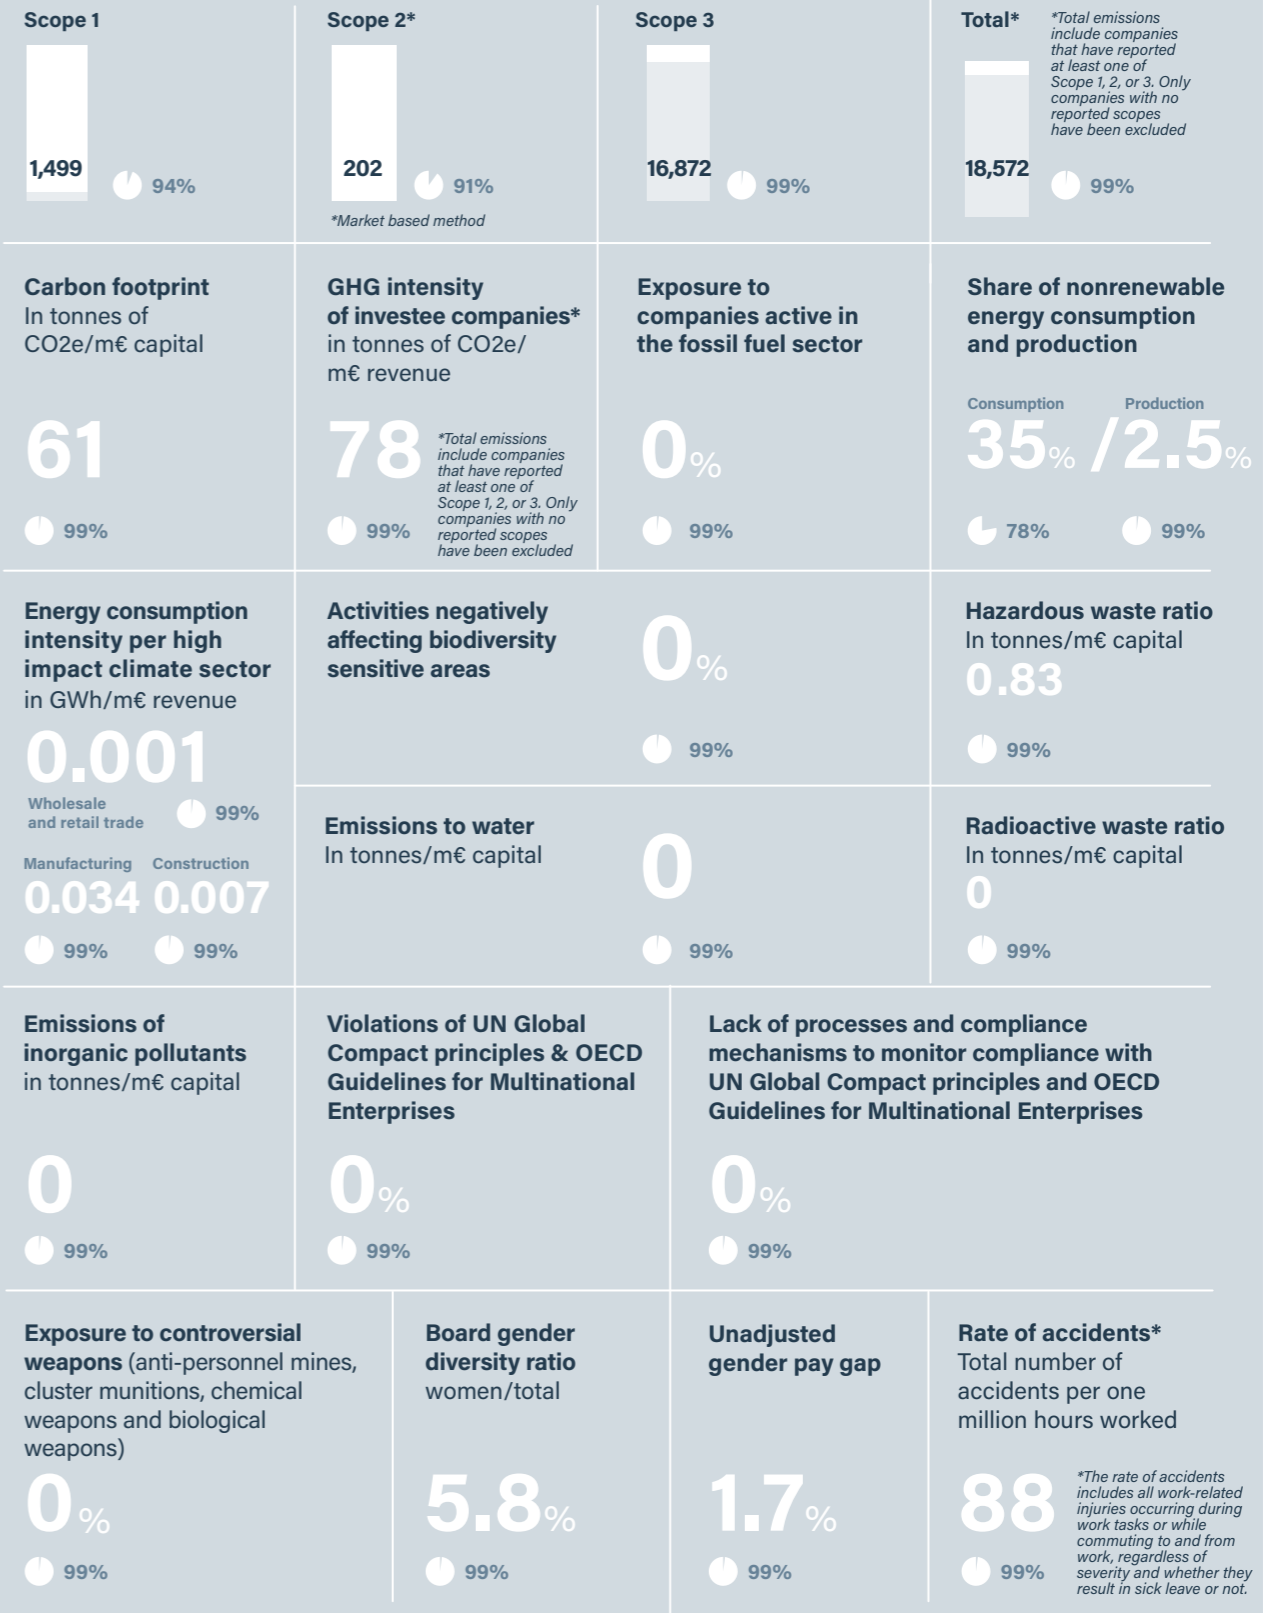 Scope 1
1,499
94%
Scope 2*
202
91%
*Market based method
Scope 3
16,872
99%
Total*
*Total emissions
include companies
that have reported
at least one of
Scope 1, 2, or 3. Only
companies with no
reported scopes
have been excluded
18,572
99%
Carbon footprint
In tonnes of
CO2e/m€ capital
61
99%
GHG intensity
of investee companies*
in tonnes of CO2e/
m€ revenue
78
*Total emissions
include companies
that have reported
at least one of
Scope 1, 2, or 3. Only
companies with no
reported scopes
have been excluded
99%
Exposure to
companies active in
the fossil fuel sector
0%
99%
Share of nonrenewable
energy consumption
and production
Consumption Production
35% / 2.5%
78% 99%
Energy consumption
intensity per high
impact climate sector
in GWh/m€ revenue
0.001
Wholesale
and retail trade
99%
Manufacturing Construction
0.034 0.007
99% 99%
Activities negatively
affecting biodiversity
sensitive areas
0%
99%
Hazardous waste ratio
In tonnes/m€ capital
0.83
99%
Emissions to water
In tonnes/m€ capital
0
99%
Radioactive waste ratio
In tonnes/m€ capital
0
99%
Emissions of
inorganic pollutants
in tonnes/m€ capital
0
99%
Violations of UN Global
Compact principles & OECD
Guidelines for Multinational
Enterprises
0%
99%
Lack of processes and compliance
mechanisms to monitor compliance with
UN Global Compact principles and OECD
Guidelines for Multinational Enterprises
0%
99%
Exposure to controversial
weapons (anti-personnel mines,
cluster munitions, chemical
weapons and biological
weapons)
0%
99%
Board gender
diversity ratio
women/total
5.8%
99%
Unadjusted
gender pay gap
1.7%
99%
Rate of accidents*
Total number of
accidents per one
million hours worked
88
99%
*The rate of accidents
includes all work-related
injuries occurring during
work tasks or while
commuting to and from
work, regardless of
severity and whether they
result in sick leave or not.